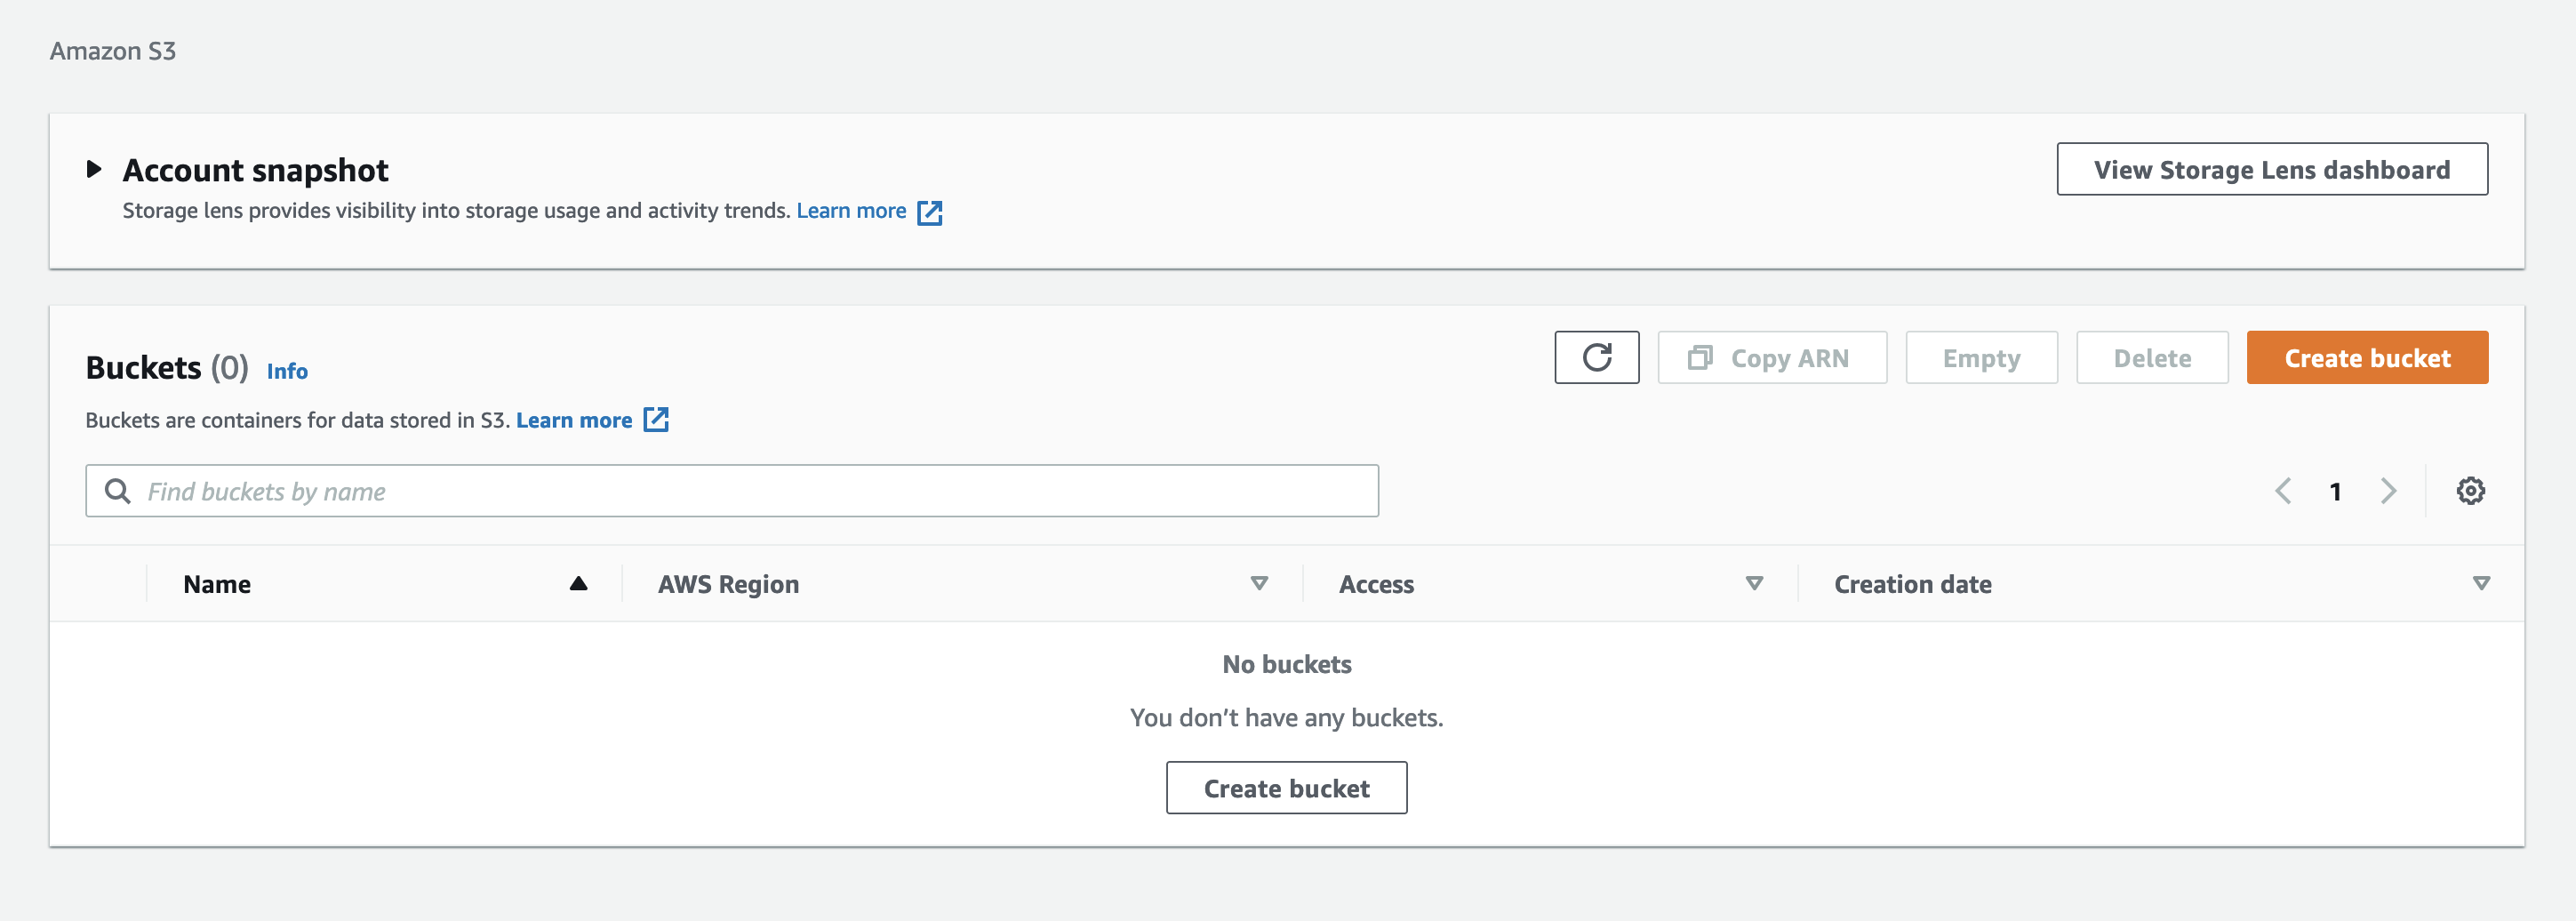 Amazon S3
Account snapshot
View Storage Lens dashboard
Storage lens provides visibility into storage usage and activity trends. Learn more
Buckets (0) Info
Copy ARN
Empty
Delete
Create bucket
Buckets are containers for data stored in S3. Learn more
Find buckets by name
1
Name AWS Region Access Creation date
No buckets
You don't have any buckets.
Create bucket